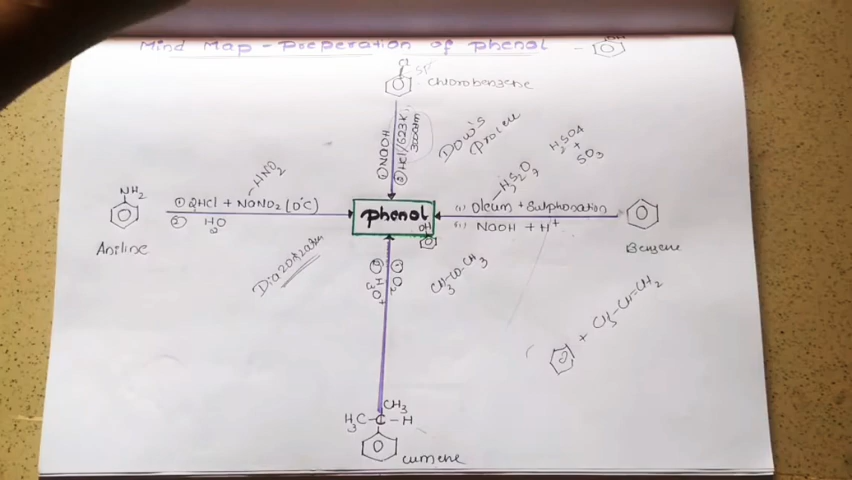 Mind Map - Preperation of phenol - OH
Cl
chlorobenzene
① NaOH
② HCl/623K, 300atm
Dow's Process
H₂SO₄ + SO₃
H₂S₂O₇
HNO₂
NH₂
Aniline
① 2HCl + NaNO₂ (0°C)
② H₂O
phenol
OH
(i) Oleum + Sulphonation
(ii) NaOH + H⁺
Benzene
Diazotization
① O₂
② H₃O⁺
CH₃-CO-CH₃
+ CH₃-CH=CH₂
CH₃
H₃C-C-H
cumene